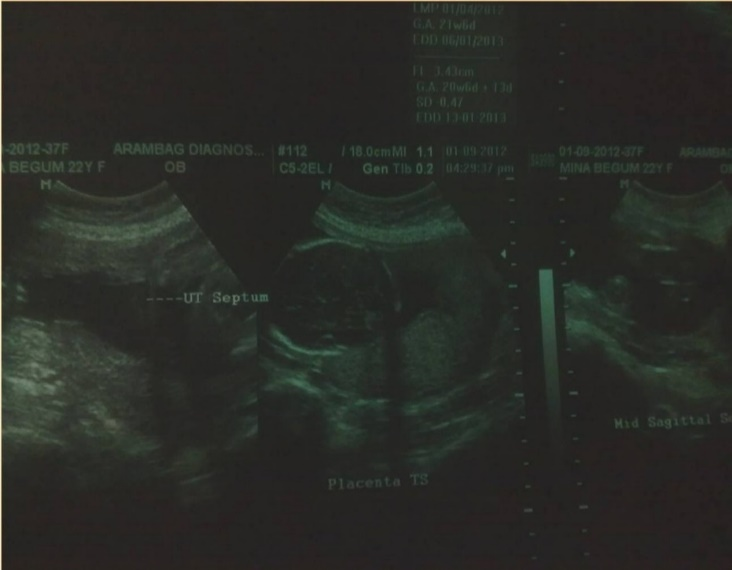 LMP 01/04/2012
G.A. 21w6d
EDD 06/01/2013
FL 3.43cm
G.A. 20w6d ± 13d
SD 0.47
EDD 13-01-2013
-2012-37F ARAMBAG DIAGNOS...
A BEGUM 22Y F OB
#112 / 18.0cm MI 1.1 01-09-2012
C5-2EL / Gen TIb 0.2 04:29:37 pm
01-09-2012-37F ARAMBAG
MINA BEGUM 22Y F
M
M
M
----UT Septum
Placenta TS
Mid Sagittal